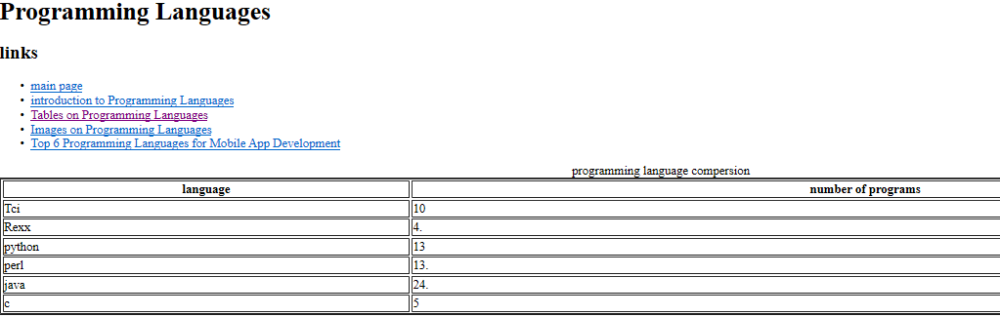 Programming Languages
links
• main page
• introduction to Programming Languages
• Tables on Programming Languages
• Images on Programming Languages
• Top 6 Programming Languages for Mobile App Development
programming language compersion
language number of programs
Tci 10
Rexx 4.
python 13
perl 13.
java 24.
c 5